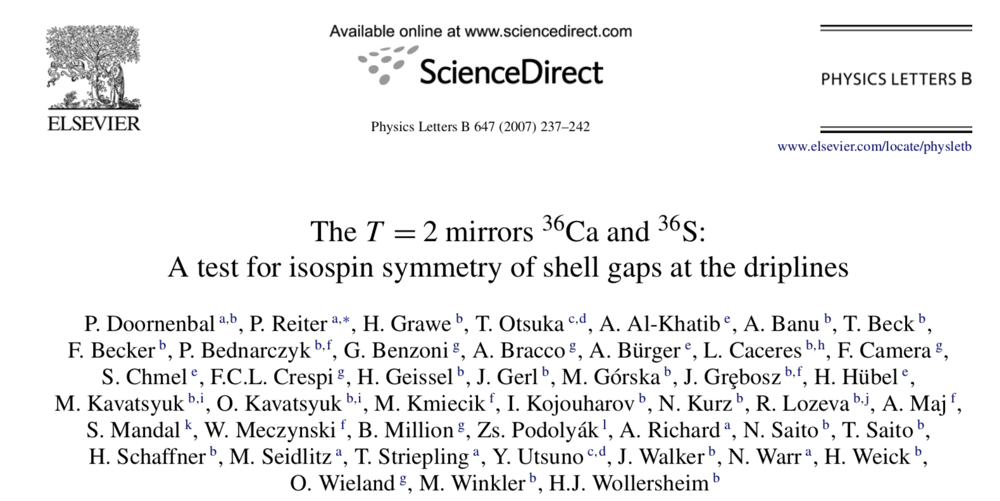 Available online at www.sciencedirect.com
ScienceDirect
PHYSICS LETTERS B
ELSEVIER
Physics Letters B 647 (2007) 237–242
www.elsevier.com/locate/physletb
The T = 2 mirrors ³⁶Ca and ³⁶S:
A test for isospin symmetry of shell gaps at the driplines
P. Doornenbal ᵃ,ᵇ, P. Reiter ᵃ,*, H. Grawe ᵇ, T. Otsuka ᶜ,ᵈ, A. Al-Khatib ᵉ, A. Banu ᵇ, T. Beck ᵇ,
F. Becker ᵇ, P. Bednarczyk ᵇ,ᶠ, G. Benzoni ᵍ, A. Bracco ᵍ, A. Bürger ᵉ, L. Caceres ᵇ,ʰ, F. Camera ᵍ,
S. Chmel ᵉ, F.C.L. Crespi ᵍ, H. Geissel ᵇ, J. Gerl ᵇ, M. Górska ᵇ, J. Grębosz ᵇ,ᶠ, H. Hübel ᵉ,
M. Kavatsyuk ᵇ,ⁱ, O. Kavatsyuk ᵇ,ⁱ, M. Kmiecik ᶠ, I. Kojouharov ᵇ, N. Kurz ᵇ, R. Lozeva ᵇ,ʲ, A. Maj ᶠ,
S. Mandal ᵏ, W. Meczynski ᶠ, B. Million ᵍ, Zs. Podolyák ˡ, A. Richard ᵃ, N. Saito ᵇ, T. Saito ᵇ,
H. Schaffner ᵇ, M. Seidlitz ᵃ, T. Striepling ᵃ, Y. Utsuno ᶜ,ᵈ, J. Walker ᵇ, N. Warr ᵃ, H. Weick ᵇ,
O. Wieland ᵍ, M. Winkler ᵇ, H.J. Wollersheim ᵇ